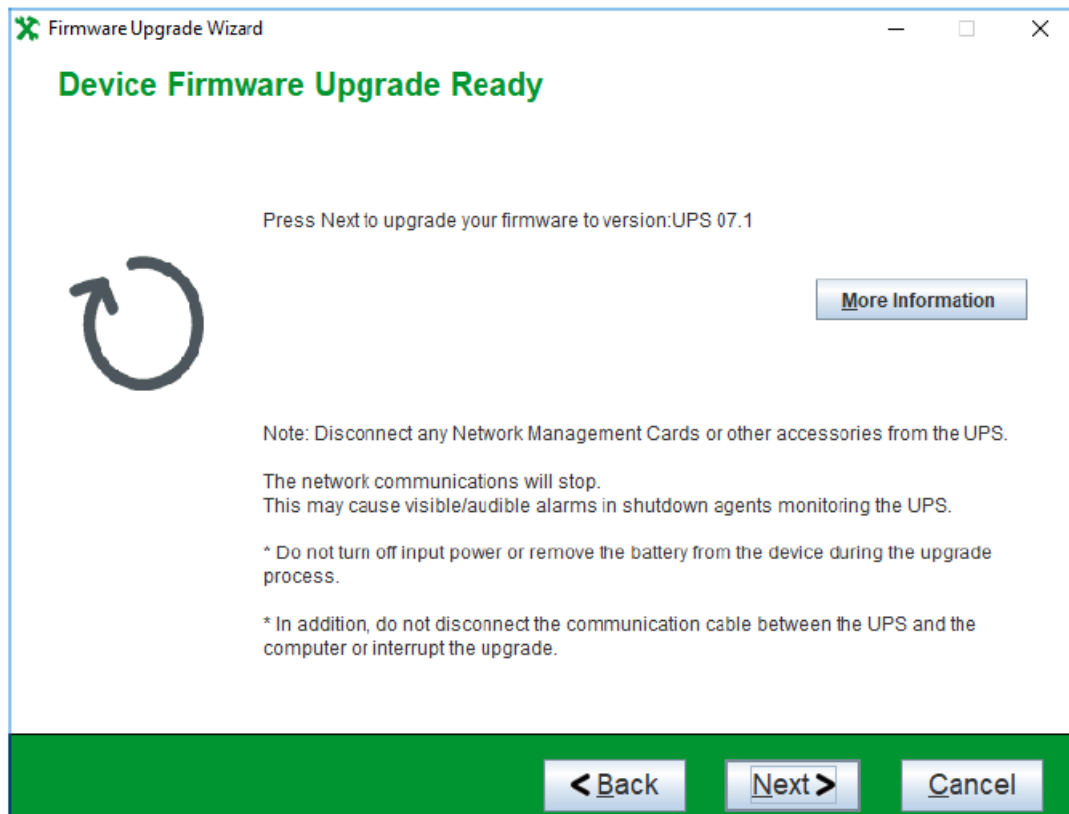 Firmware Upgrade Wizard
Device Firmware Upgrade Ready
Press Next to upgrade your firmware to version:UPS 07.1
More Information
Note: Disconnect any Network Management Cards or other accessories from the UPS.
The network communications will stop.
This may cause visible/audible alarms in shutdown agents monitoring the UPS.
* Do not turn off input power or remove the battery from the device during the upgrade
process.
* In addition, do not disconnect the communication cable between the UPS and the
computer or interrupt the upgrade.
< Back Next > Cancel